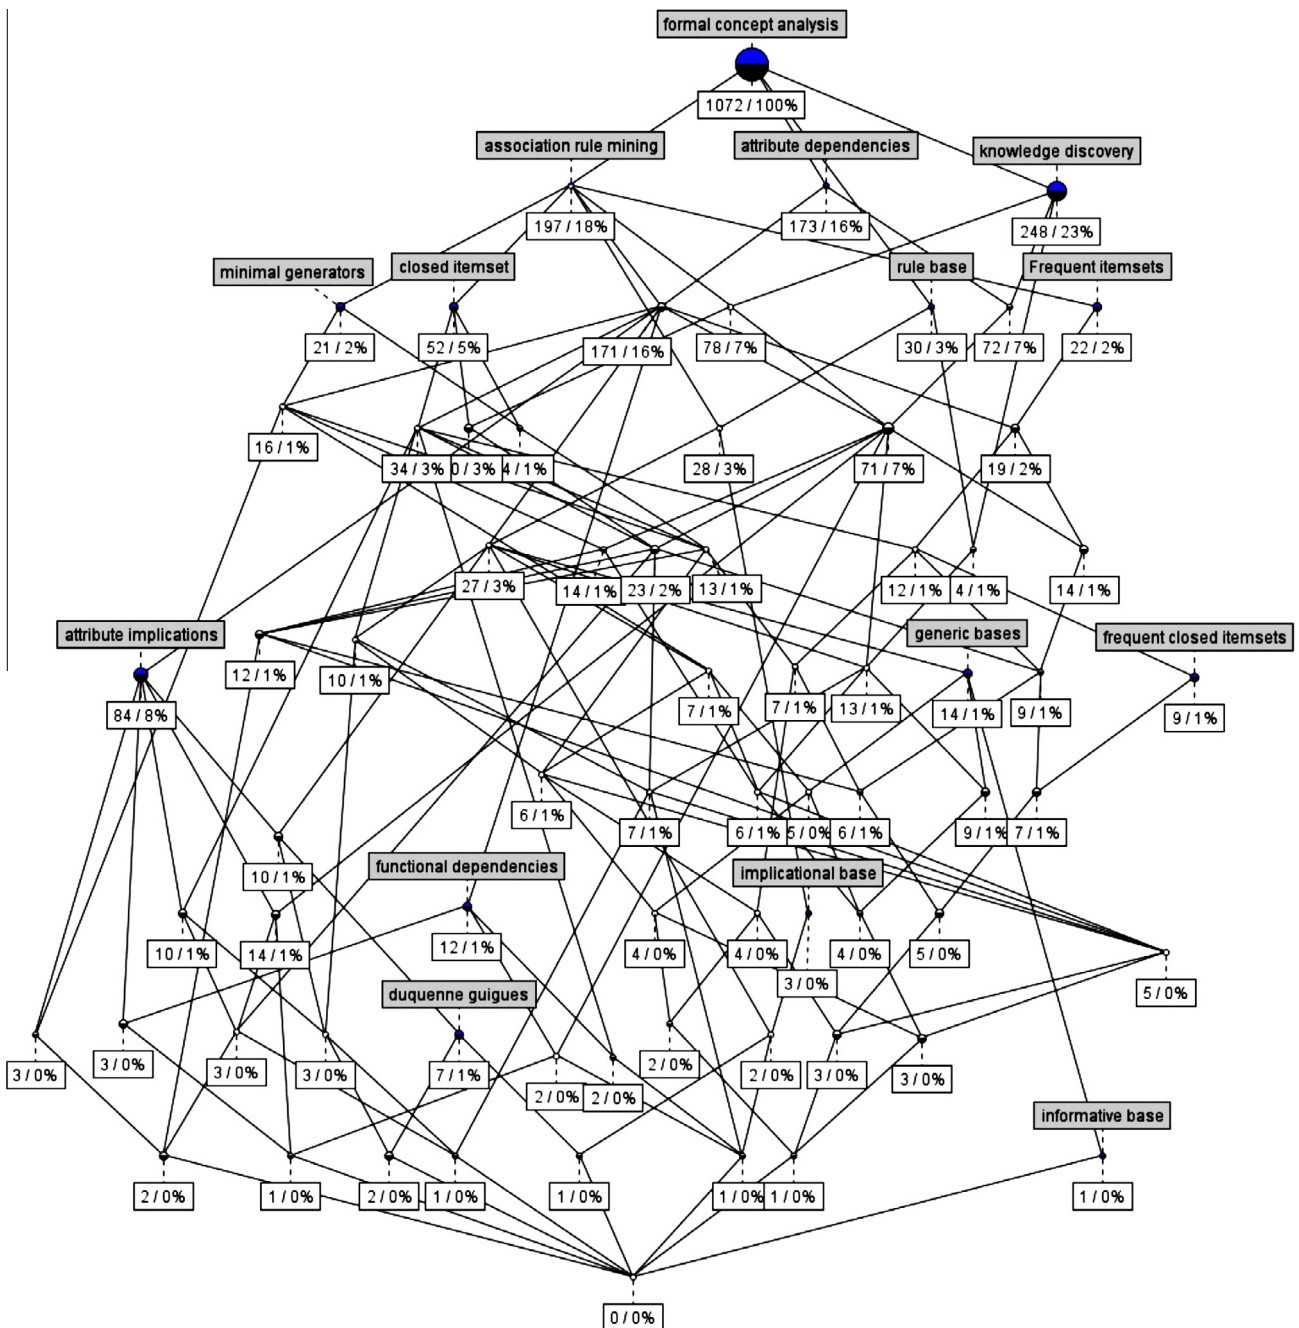 formal concept analysis
1072 / 100%
association rule mining
attribute dependencies
knowledge discovery
197 / 18%
173 / 16%
248 / 23%
minimal generators
closed itemset
rule base
Frequent itemsets
21 / 2%
52 / 5%
171 / 16%
78 / 7%
30 / 3%
72 / 7%
22 / 2%
16 / 1%
34 / 3%
0 / 3%
4 / 1%
28 / 3%
71 / 7%
19 / 2%
27 / 3%
14 / 1%
23 / 2%
13 / 1%
12 / 1%
4 / 1%
14 / 1%
attribute implications
generic bases
frequent closed itemsets
12 / 1%
10 / 1%
84 / 8%
7 / 1%
7 / 1%
13 / 1%
14 / 1%
9 / 1%
9 / 1%
6 / 1%
7 / 1%
6 / 1%
5 / 0%
6 / 1%
9 / 1%
7 / 1%
functional dependencies
implicational base
10 / 1%
10 / 1%
14 / 1%
12 / 1%
4 / 0%
4 / 0%
3 / 0%
4 / 0%
5 / 0%
duquenne guigues
5 / 0%
3 / 0%
3 / 0%
3 / 0%
3 / 0%
7 / 1%
2 / 0%
2 / 0%
2 / 0%
2 / 0%
3 / 0%
3 / 0%
informative base
2 / 0%
1 / 0%
2 / 0%
1 / 0%
1 / 0%
1 / 0%
1 / 0%
1 / 0%
0 / 0%